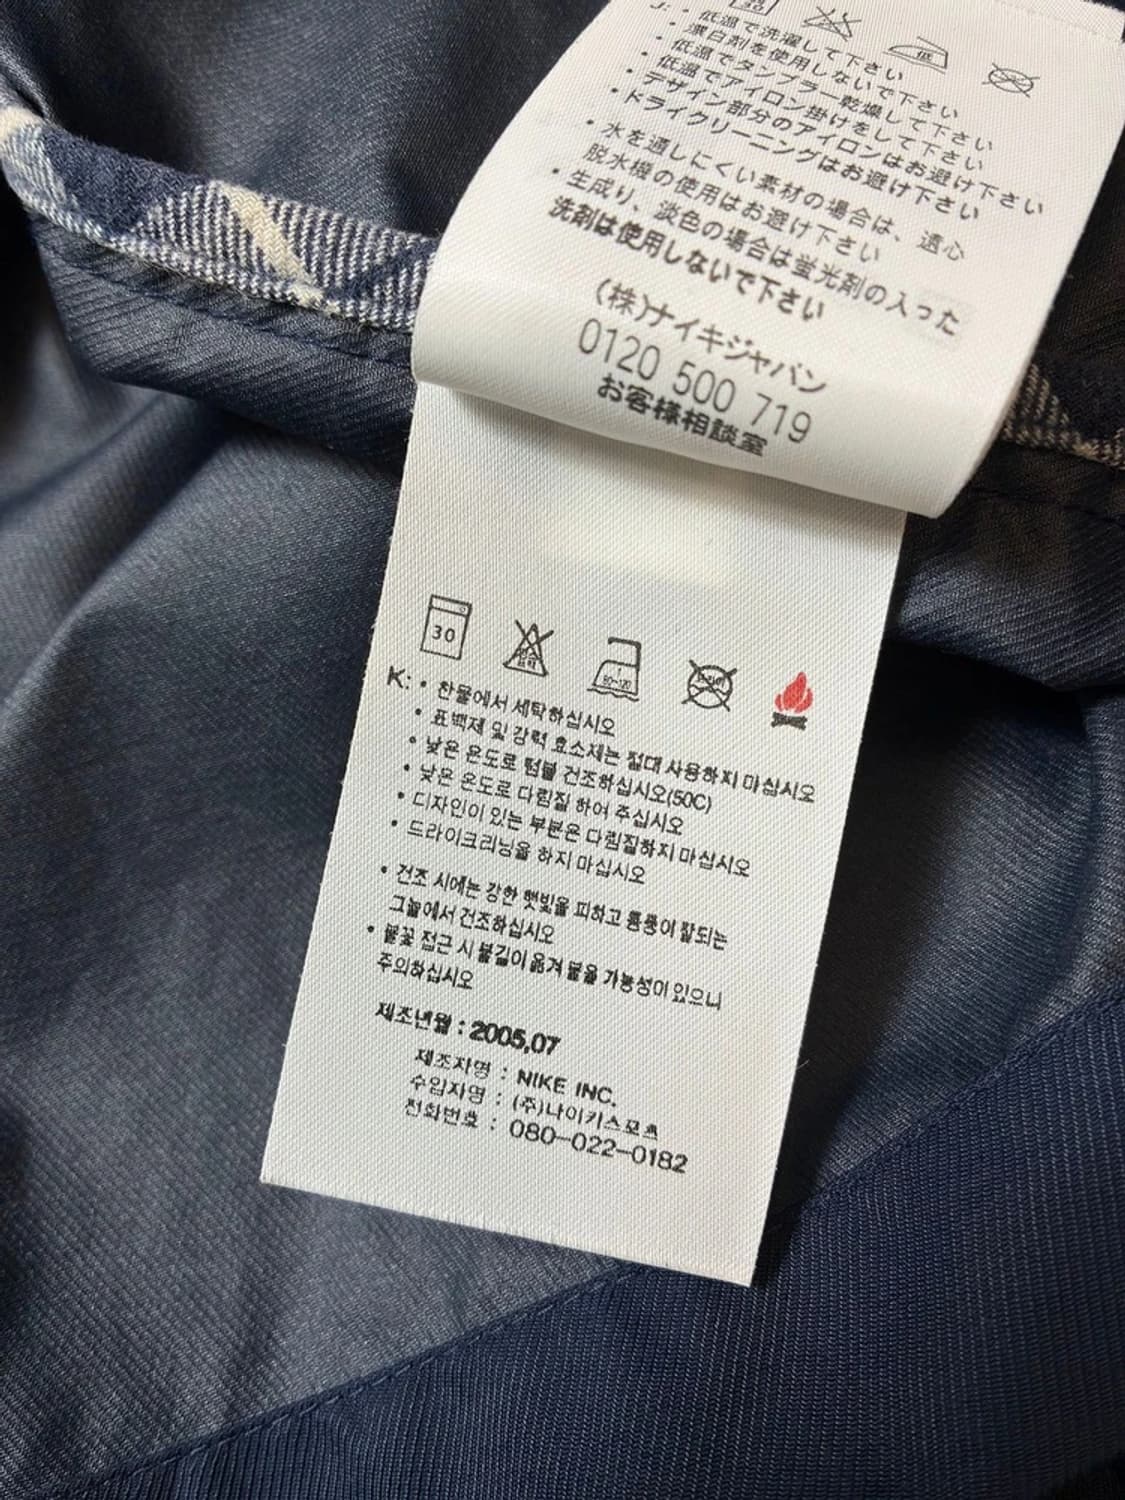 J: • 低温で洗濯して下さい
• 漂白剤を使用しないで下さい
• 低温でタンブラー乾燥して下さい
• 低温でアイロン掛けをして下さい
• デザイン部分のアイロンはお避け下さい
• ドライクリーニングはお避け下さい
• 水を通しにくい素材の場合は、遠心
脱水機の使用はお避け下さい
• 生成り、淡色の場合は蛍光剤の入った
洗剤は使用しないで下さい
(株)ナイキジャパン
0120 500 719
お客様相談室
30
K: • 찬물에서 세탁하십시오
• 표백제 및 강력 효소제는 절대 사용하지 마십시오
• 낮은 온도로 텀블 건조하십시오(50C)
• 낮은 온도로 다림질 하여 주십시오
• 디자인이 있는 부분은 다림질하지 마십시오
• 드라이크리닝을 하지 마십시오
• 건조 시에는 강한 햇빛을 피하고 통풍이 잘되는
그늘에서 건조하십시오
• 불꽃 접근 시 불길이 옮겨 붙을 가능성이 있으니
주의하십시오
제조년월 : 2005,07
제조자명 : NIKE INC.
수입자명 : (주)나이키스포츠
전화번호 : 080-022-0182